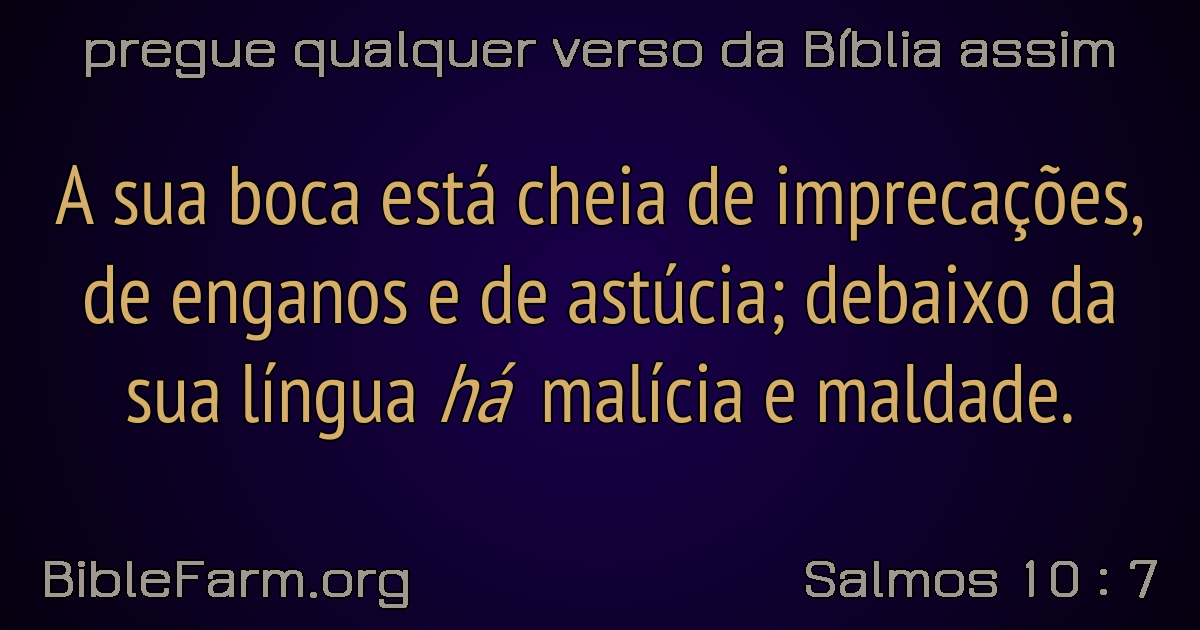 pregue qualquer verso da Bíblia assim
A sua boca está cheia de imprecações,
de enganos e de astúcia; debaixo da
sua língua há malícia e maldade.
BibleFarm.org
Salmos 10 : 7